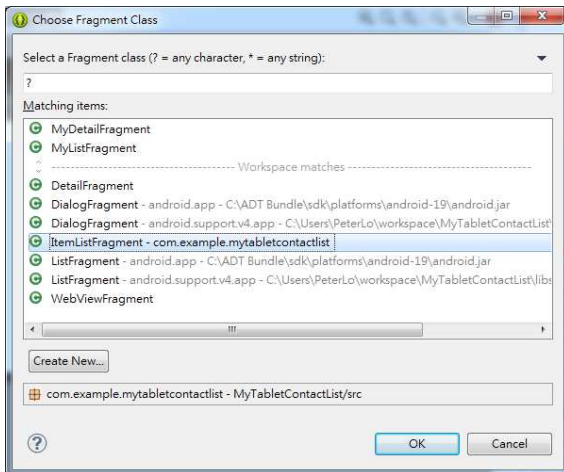 Choose Fragment Class
Select a Fragment class (? = any character, * = any string):
?
Matching items:
MyDetailFragment
MyListFragment
Workspace matches
DetailFragment
DialogFragment - android.app - C:\ADT Bundle\sdk\platforms\android-19\android.jar
DialogFragment - android.support.v4.app - C:\Users\PeterLo\workspace\MyTabletContactList\
ItemListFragment - com.example.mytabletcontactlist
ListFragment - android.app - C:\ADT Bundle\sdk\platforms\android-19\android.jar
ListFragment - android.support.v4.app - C:\Users\PeterLo\workspace\MyTabletContactList\libs
WebViewFragment
Create New...
com.example.mytabletcontactlist - MyTabletContactList/src
?
OK
Cancel